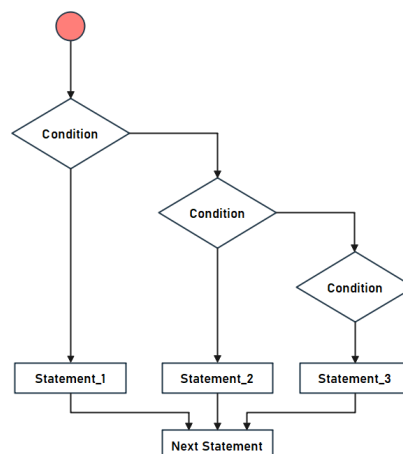 Condition
Condition
Condition
Statement_1
Statement_2
Statement_3
Next Statement